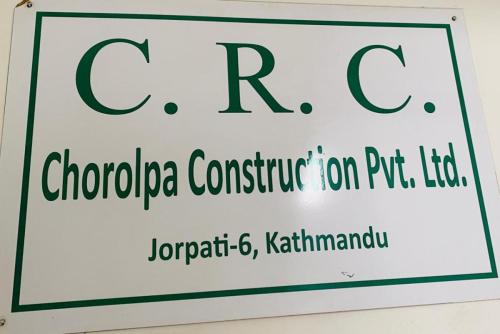 C. R. C.
Chorolpa Construction Pvt. Ltd.
Jorpati-6, Kathmandu